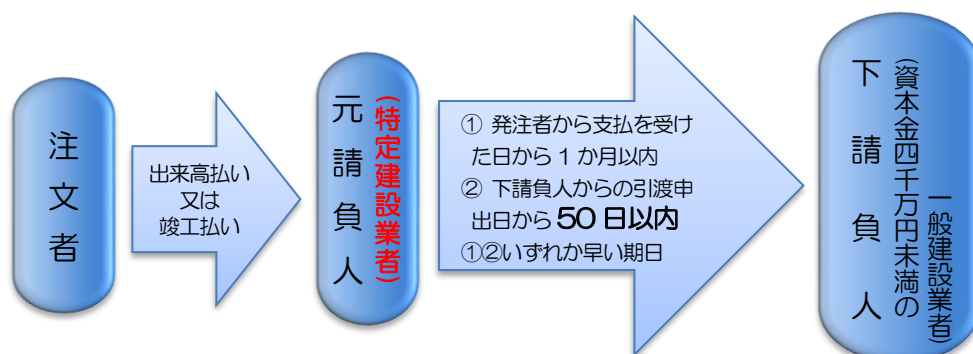 注文者
出来高払い
又は
竣工払い
元請負人
(特定建設業者)
① 発注者から支払を受け
た日から 1 か月以内
② 下請負人からの引渡申
出日から 50 日以内
①②いずれか早い期日
下請負人
(資本金四千万円未満の
一般建設業者)